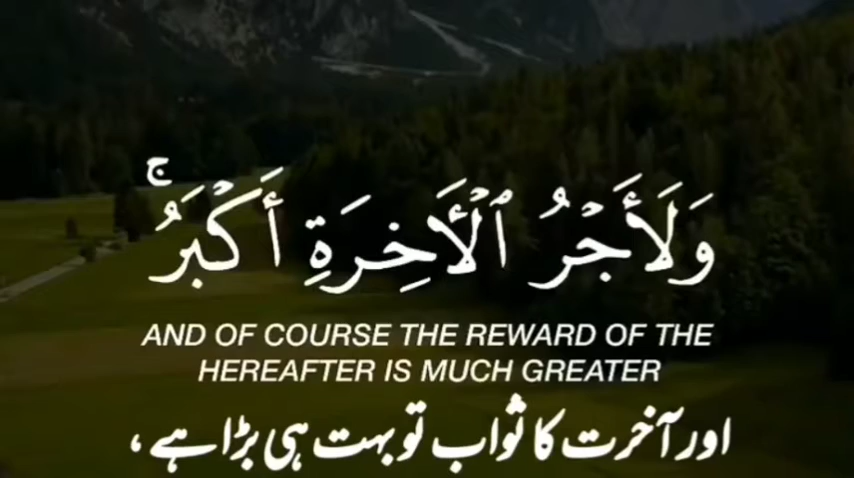 وَلَأَجْرُ ٱلْأَخِرَةِ أَكْبَرُ ۚ
AND OF COURSE THE REWARD OF THE
HEREAFTER IS MUCH GREATER
اور آخرت کا ثواب تو بہت ہی بڑا ہے ،